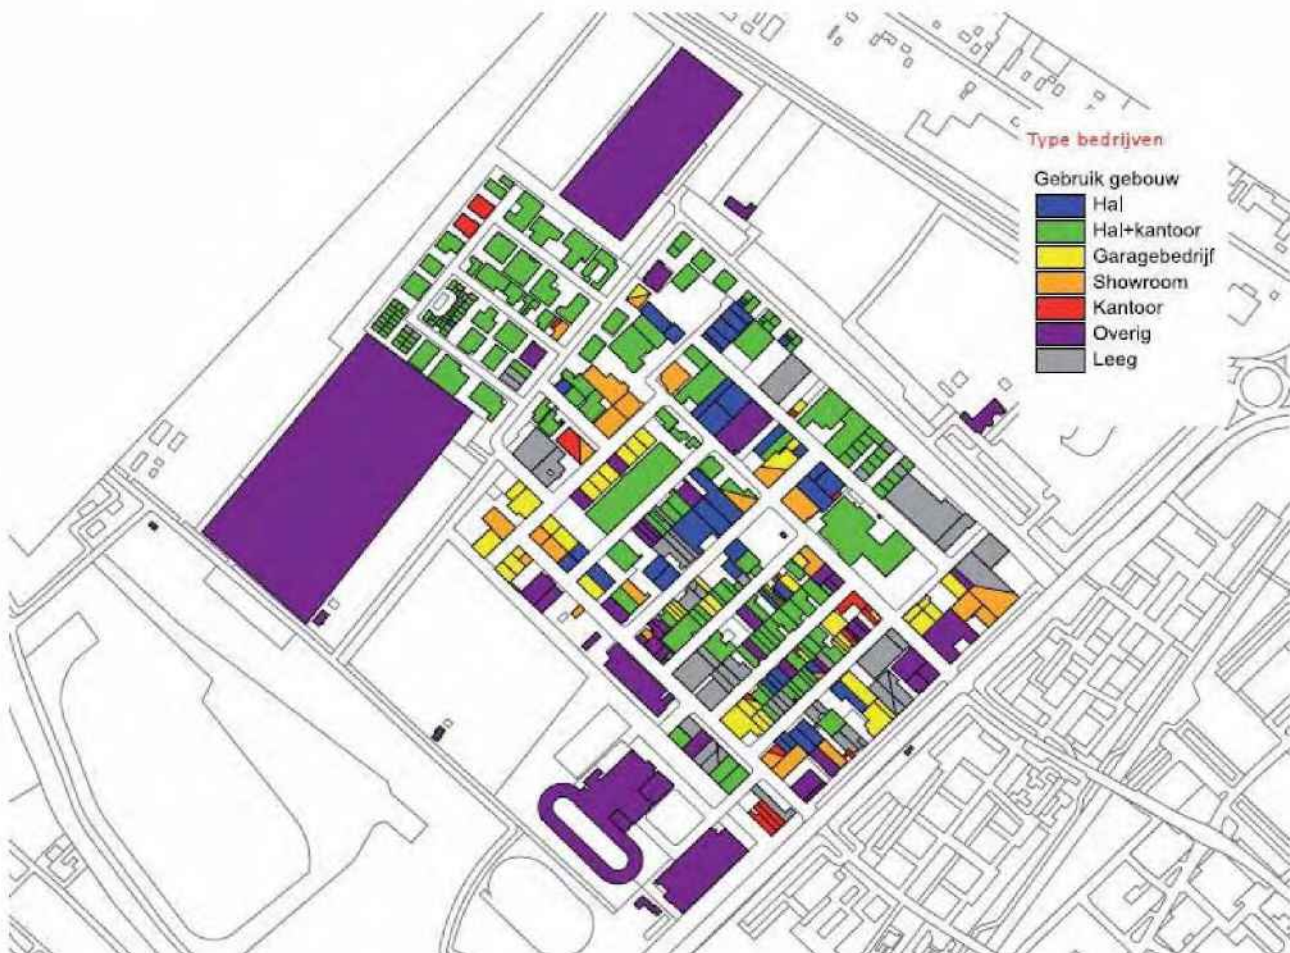 Type bedrijven
Gebruik gebouw
Hal
Hal+kantoor
Garagebedrijf
Showroom
Kantoor
Overig
Leeg